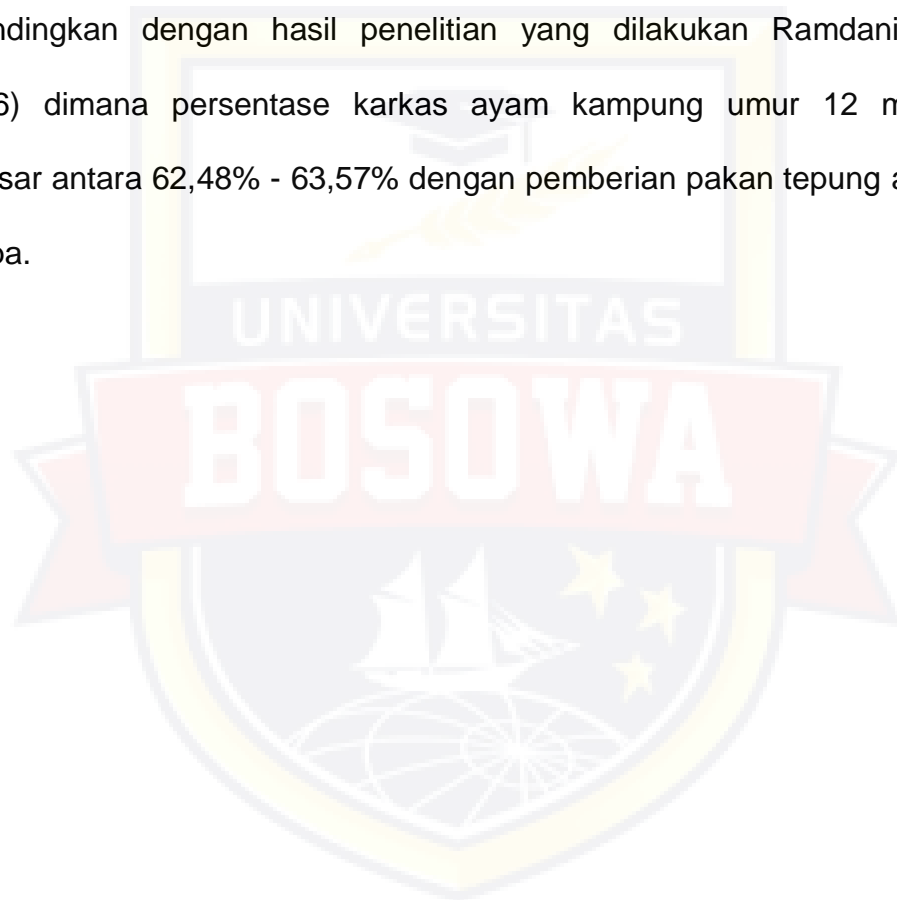 ndingkan dengan hasil penelitian yang dilakukan Ramdani
6) dimana persentase karkas ayam kampung umur 12 m
sar antara 62,48% - 63,57% dengan pemberian pakan tepung a
oa.
UNIVERSITAS
BOSOWA